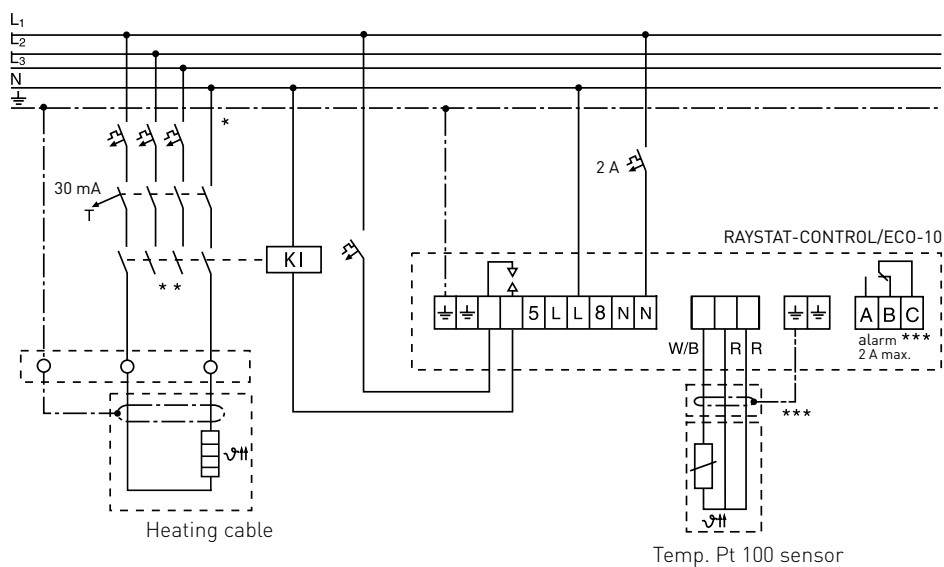 L1
L2
L3
N
*
2 A
30 mA
T
RAYSTAT-CONTROL/ECO-10
KI
* *
5 L L 8 N N
A B C
W/B R R
alarm ***
2 A max.
***
Heating cable
Temp. Pt 100 sensor